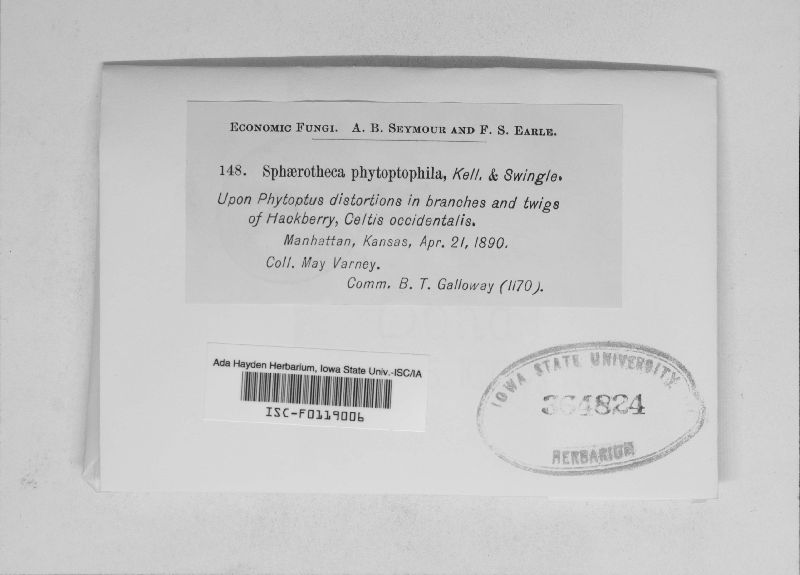 ECONOMIC FUNGI. A. B. SEYMOUR AND F. S. EARLE.
148. Sphærotheca phytoptophila, Kell. & Swingle.
Upon Phytoptus distortions in branches and twigs
of Hackberry, Celtis occidentalis.
Manhattan, Kansas, Apr. 21, 1890.
Coll. May Varney.
Comm. B. T. Galloway (1170).
Ada Hayden Herbarium, Iowa State Univ.-ISC/IA
ISC-F0119006
IOWA STATE UNIVERSITY
364824
HERBARIUM